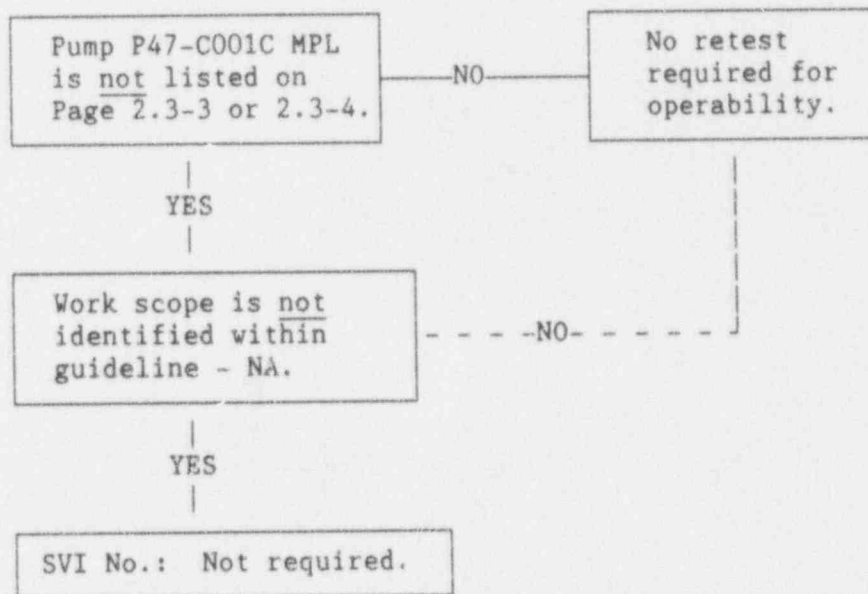 Pump P47-C001C MPL
is not listed on
Page 2.3-3 or 2.3-4.
NO
No retest
required for
operability.
YES
Work scope is not
identified within
guideline - NA.
NO
YES
SVI No.: Not required.